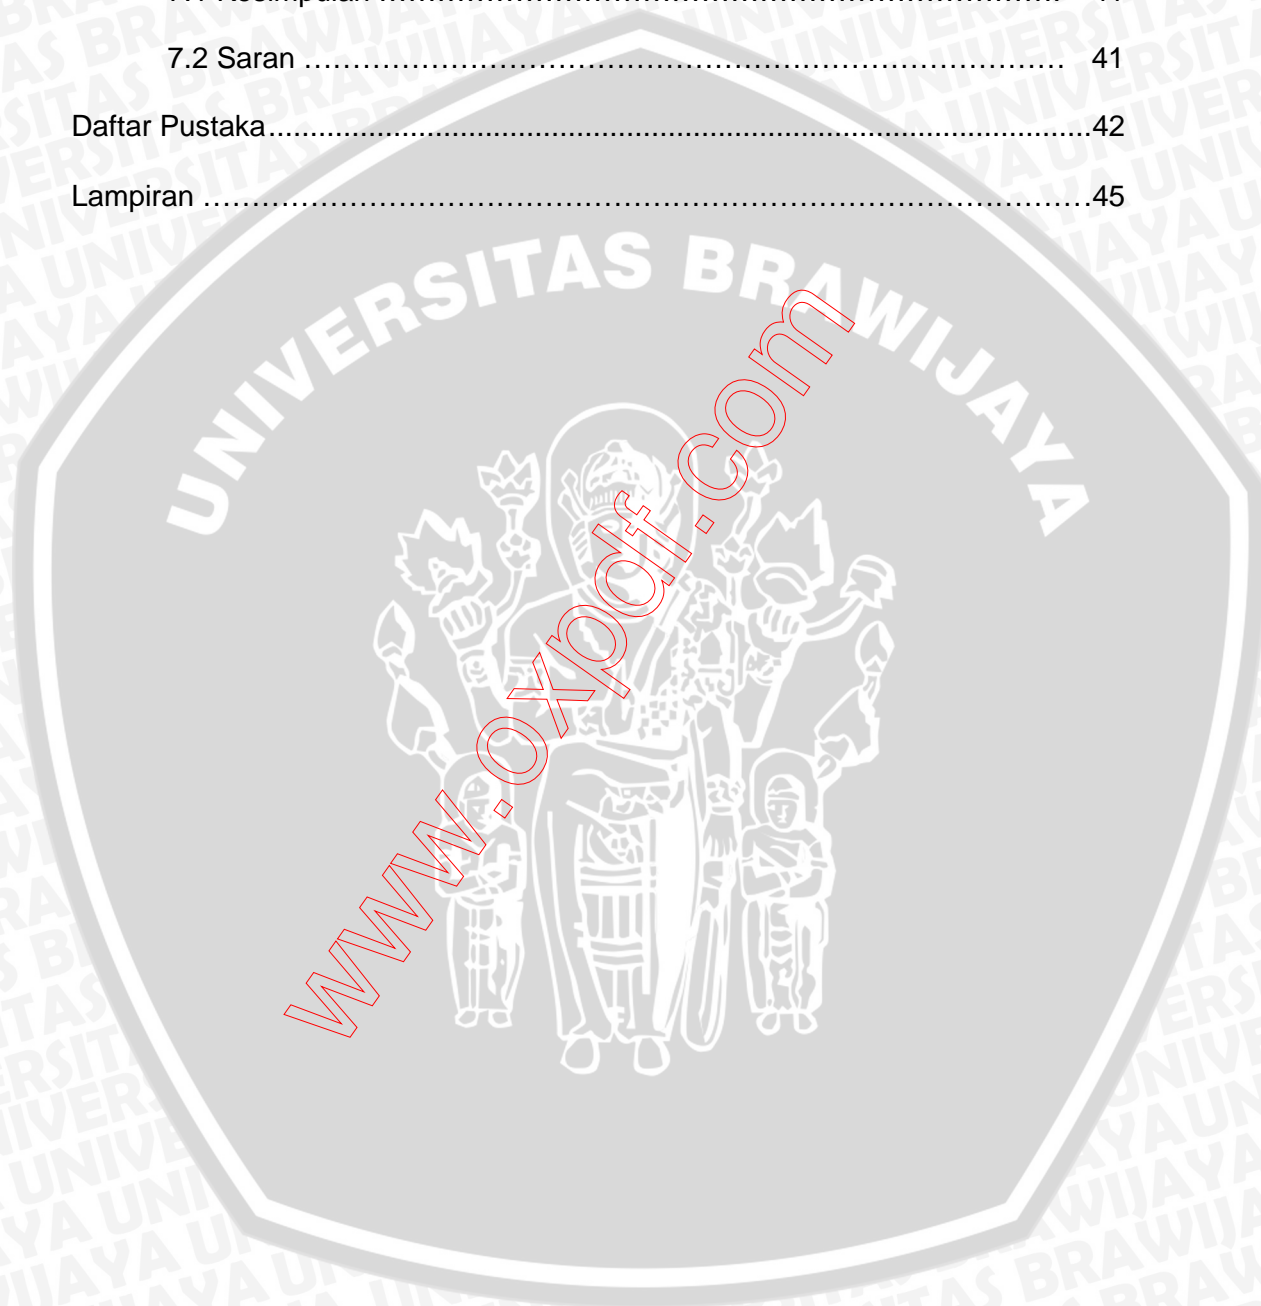 7.2 Saran …………………………………………………………………… 41
Daftar Pustaka...................................................................................................42
Lampiran ………………………………………………………………………………45
UNIVERSITAS BRAWIJAYA
www.oxpdf.com